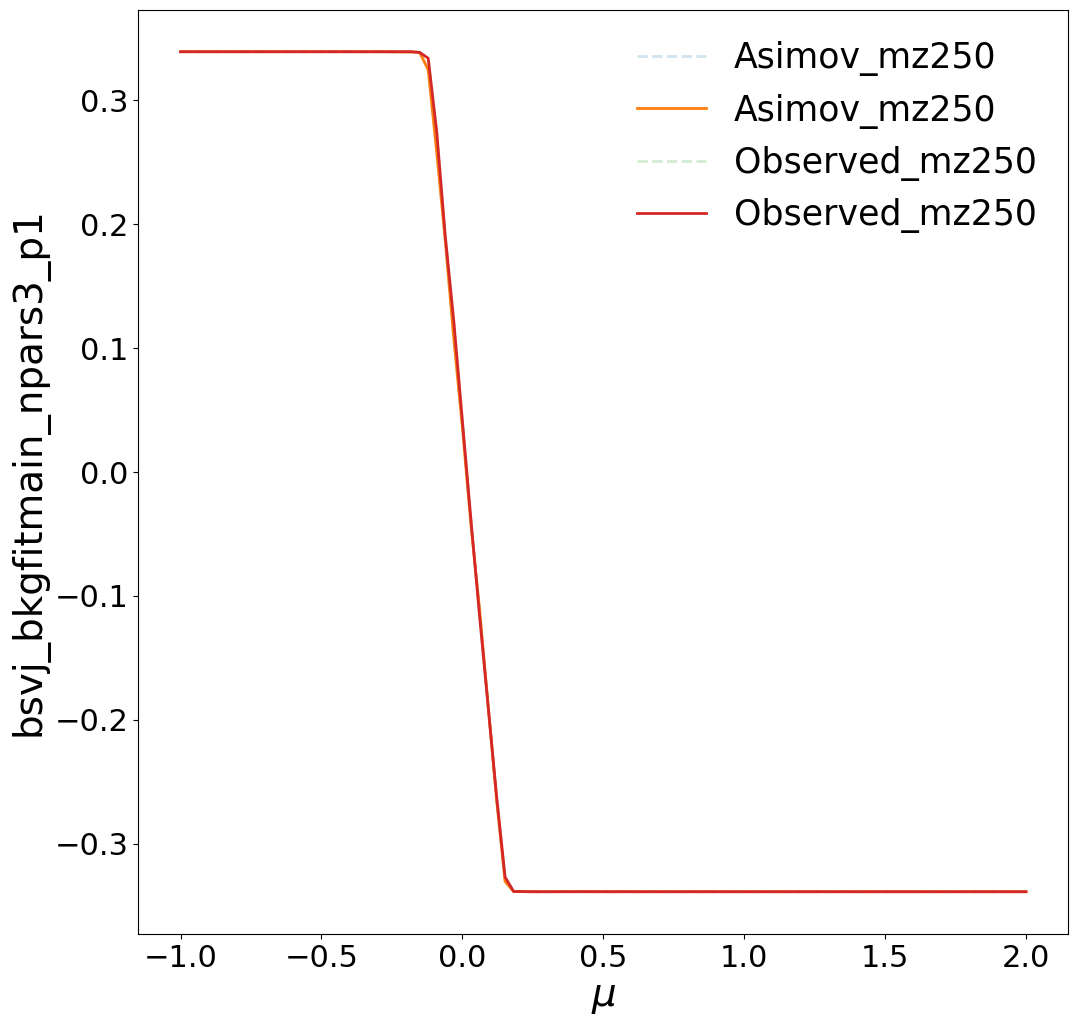 Asimov_mz250
Asimov_mz250
Observed_mz250
Observed_mz250
bsvj_bkgfitmain_npars3_p1
0.3
0.2
0.1
0.0
−0.1
−0.2
−0.3
−1.0 −0.5 0.0 0.5 1.0 1.5 2.0
μ